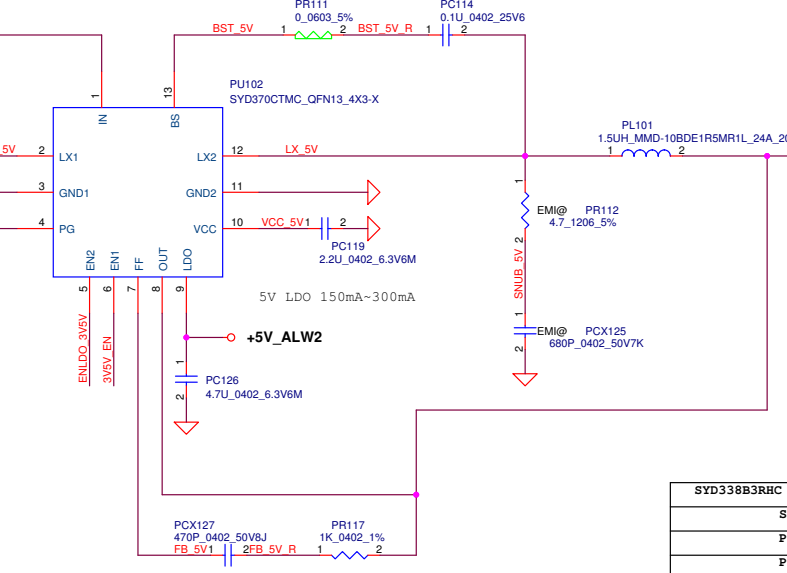 PR111
0_0603_5%
PC114
0.1U_0402_25V6
BST_5V
1
2
BST_5V_R
1
2
PU102
SYD370CTMC_QFN13_4X3-X
1
13
IN
BS
PL101
1.5UH_MMD-10BDE1R5MR1L_24A_20
5V
2
LX1
LX2
12
LX_5V
1
2
3
GND1
GND2
11
4
PG
VCC
10
VCC_5V
1
2
PC119
2.2U_0402_6.3V6M
1
EMI@
PR112
4.7_1206_5%
2
SNUB_5V
EN2
EN1
FF
OUT
LDO
5
6
7
8
9
5V LDO 150mA~300mA
ENLDO_3V5V
3V5V_EN
+5V_ALW2
1
EMI@
PCX125
680P_0402_50V7K
2
1
PC126
4.7U_0402_6.3V6M
2
SYD338B3RHC
S
P
P
PCX127
470P_0402_50V8J
FB_5V
1
2
FB_5V_R
PR117
1K_0402_1%
1
2